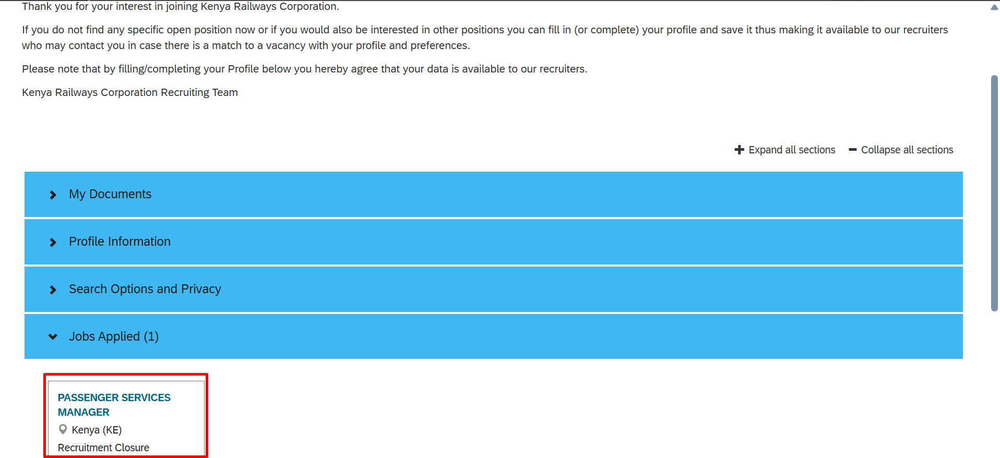 Thank you for your interest in joining Kenya Railways Corporation.
If you do not find any specific open position now or if you would also be interested in other positions you can fill in (or complete) your profile and save it thus making it available to our recruiters
who may contact you in case there is a match to a vacancy with your profile and preferences.
Please note that by filling/completing your Profile below you hereby agree that your data is available to our recruiters.
Kenya Railways Corporation Recruiting Team
Expand all sections Collapse all sections
My Documents
Profile Information
Search Options and Privacy
Jobs Applied (1)
PASSENGER SERVICES
MANAGER
Kenya (KE)
Recruitment Closure